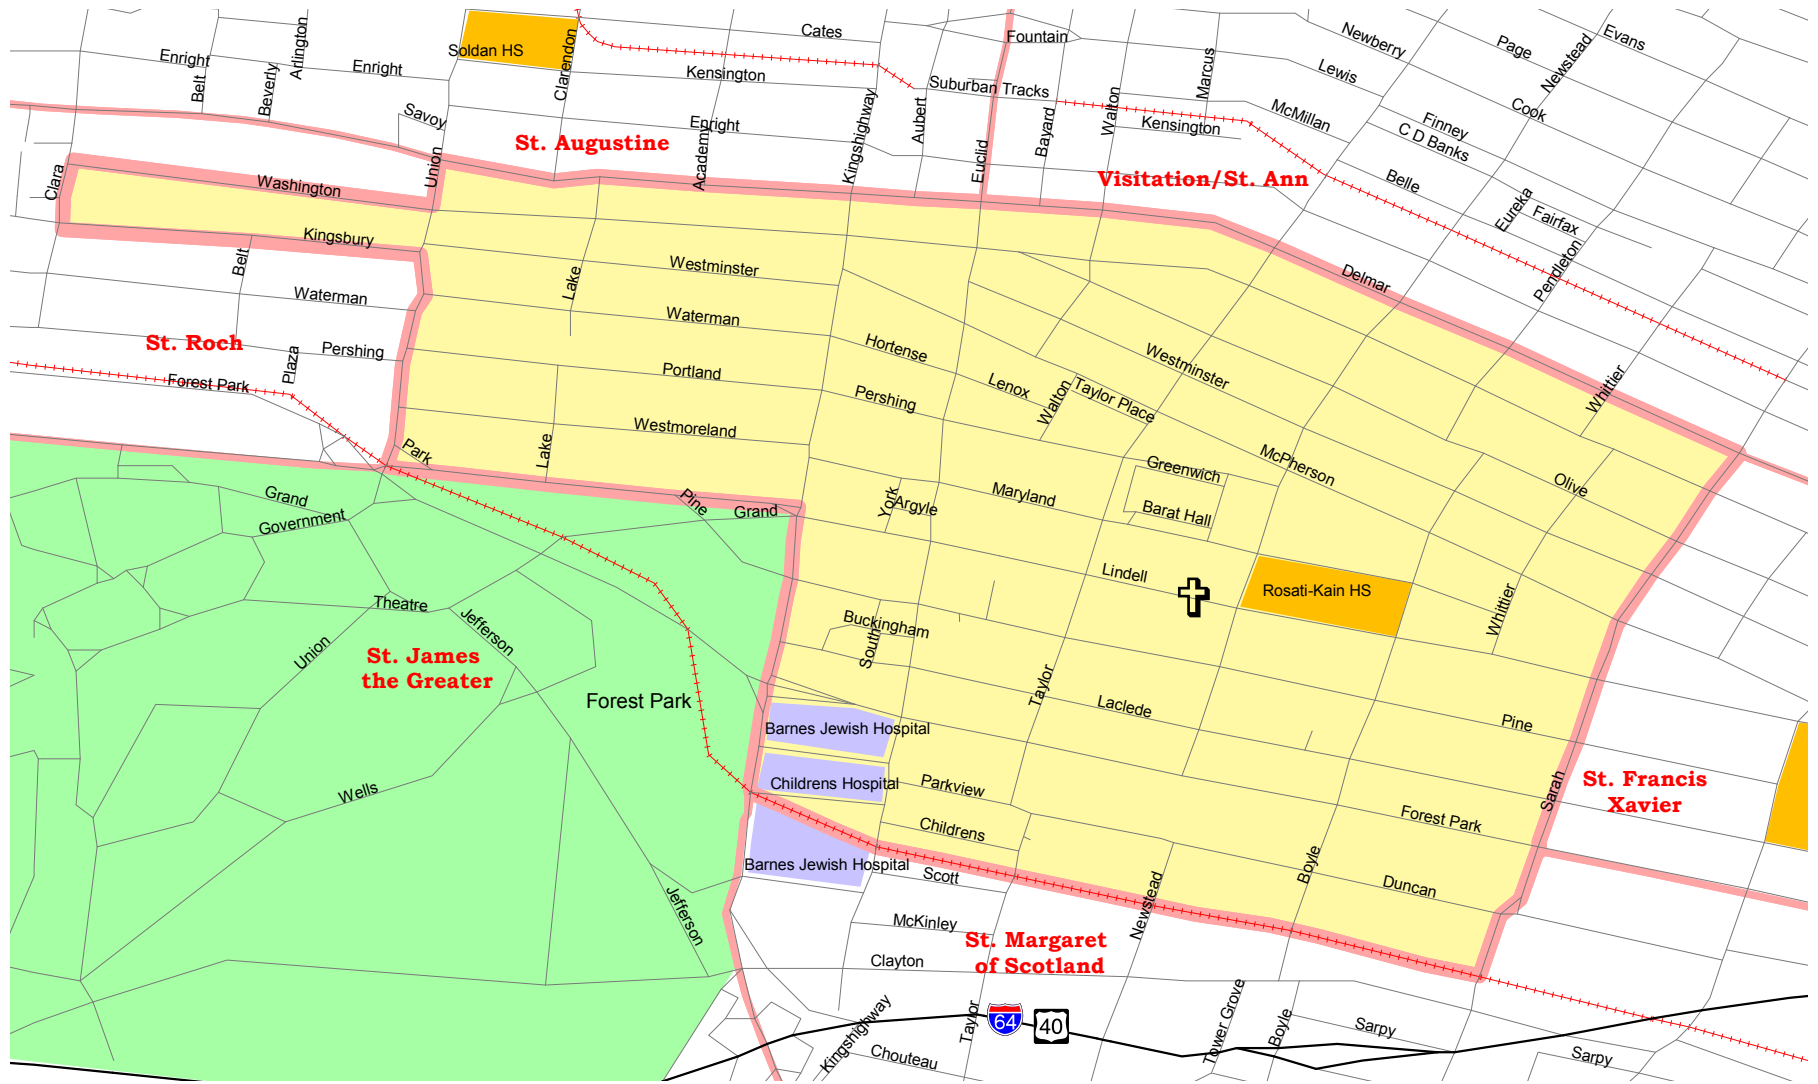 Arlington
Cates
Fountain
Newberry
Page
Evans
Soldan HS
Clarendon
Enright
Belt
Beverly
Enright
Kensington
Suburban Tracks
Marcus
Lewis
Newstead
Savoy
Enright
Academy
Kingshighway
Aubert
Euclid
Bayard
Walton
Kensington
McMillan
Finney
C D Banks
Cook
St. Augustine
Visitation/St. Ann
Belle
Eureka
Fairfax
Pendleton
Clara
Washington
Union
Kingsbury
Belt
Westminster
Lake
Delmar
Waterman
Waterman
St. Roch
Plaza
Pershing
Forest Park
Hortense
Portland
Pershing
Lenox
Walton
Taylor Place
Westminster
Whittier
Westmoreland
Lake
Park
McPherson
Greenwich
Olive
Grand
Government
Pine
Grand
York
Argyle
Maryland
Barat Hall
Lindell
Rosati-Kain HS
Whittier
Theatre
Jefferson
Union
Buckingham
South
St. James
the Greater
Forest Park
Taylor
Laclede
Pine
Barnes Jewish Hospital
Childrens Hospital
Parkview
Wells
Sarah
St. Francis
Xavier
Forest Park
Childrens
Barnes Jewish Hospital
Scott
Boyle
Duncan
Jefferson
McKinley
Newstead
St. Margaret
of Scotland
Clayton
Kingshighway
Taylor
64
40
Tower Grove
Boyle
Sarpy
Chouteau
Sarpy